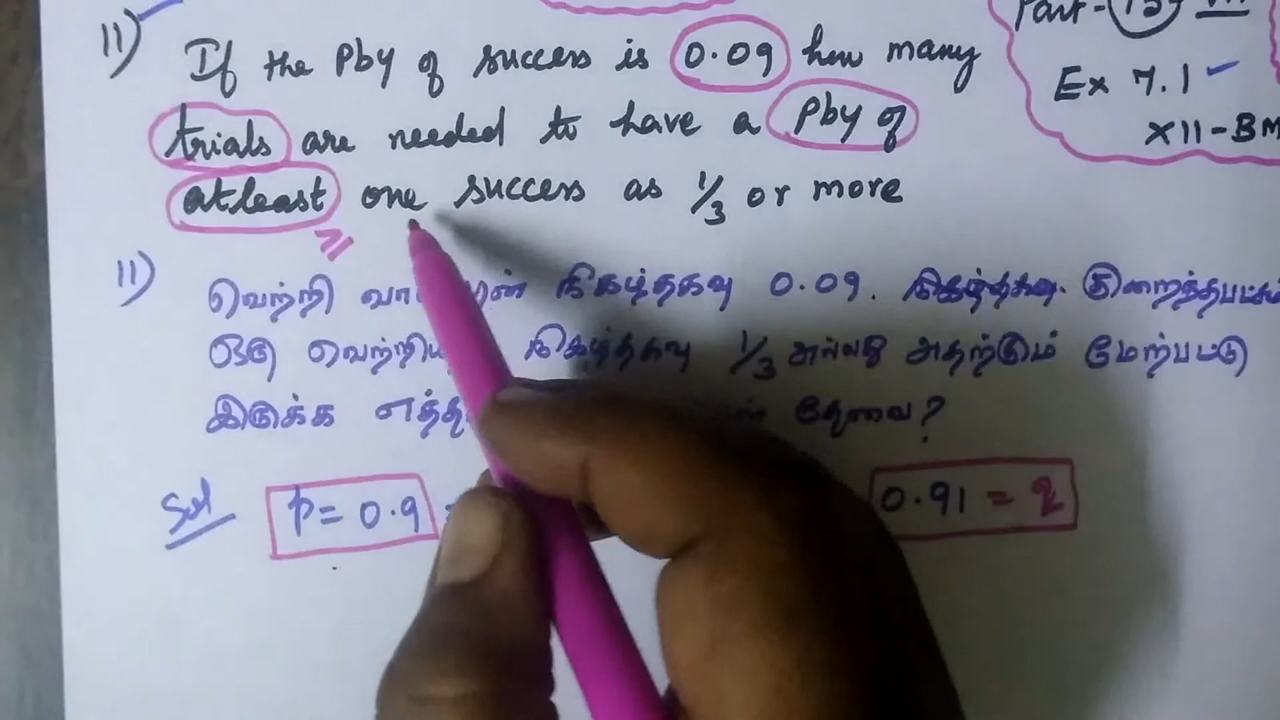 11) If the Pby of success is 0.09 how many
trials are needed to have a Pby of
atleast one success as 1/3 or more
Part-
Ex 7.1
XII-BM
11) வெற்றி நிகழ்தகவு 0.09.
ஒரு நிகழ்தகவு 1/3 அல்லது அதற்கும் மேற்பட்டு
இருக்க தேவை?
Sol p= 0.9 0.91 = q